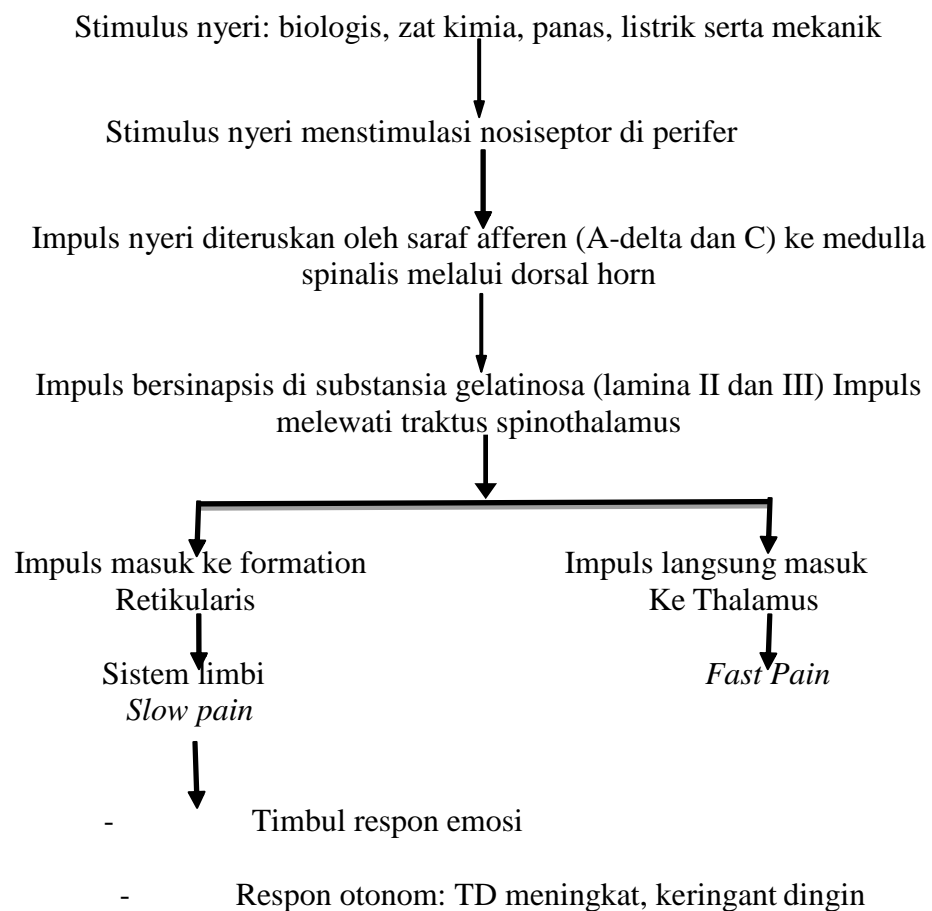 Stimulus nyeri: biologis, zat kimia, panas, listrik serta mekanik
Stimulus nyeri menstimulasi nosiseptor di perifer
Impuls nyeri diteruskan oleh saraf afferen (A-delta dan C) ke medulla
spinalis melalui dorsal horn
Impuls bersinapsis di substansia gelatinosa (lamina II dan III) Impuls
melewati traktus spinothalamus
Impuls masuk ke formation
Retikularis
Impuls langsung masuk
Ke Thalamus
Sistem limbi
Slow pain
Fast Pain
- Timbul respon emosi
- Respon otonom: TD meningkat, keringant dingin